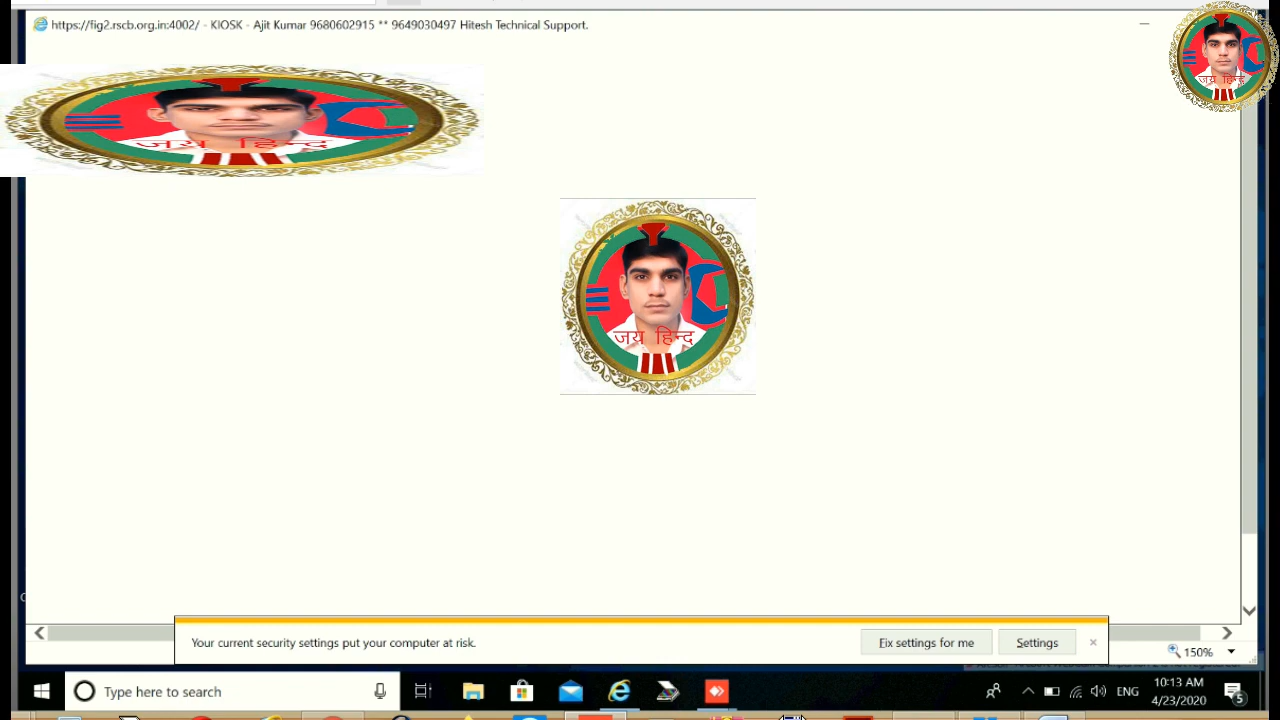 https://fig2.rscb.org.in:4002/ - KIOSK - Ajit Kumar 9680602915 ** 9649030497 Hitesh Technical Support.
जय हिन्द
जय हिन्द
जय हिन्द
Your current security settings put your computer at risk.
Fix settings for me
Settings
150%
Type here to search
ENG
10:13 AM
4/23/2020
5